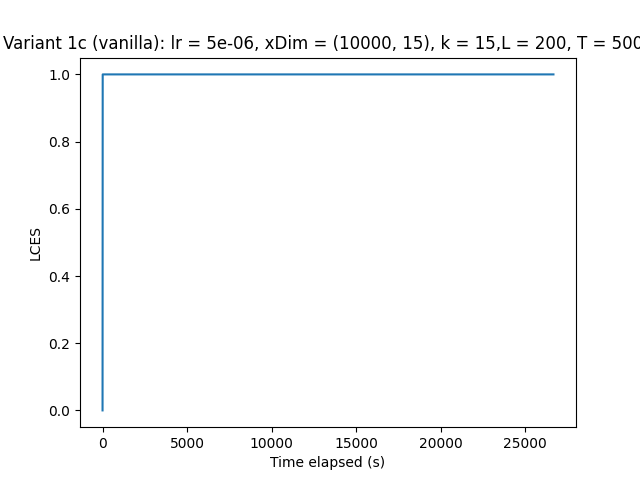 Variant 1c (vanilla): lr = 5e-06, xDim = (10000, 15), k = 15,L = 200, T = 500
1.0
0.8
0.6
0.4
0.2
0.0
LCES
0 5000 10000 15000 20000 25000
Time elapsed (s)